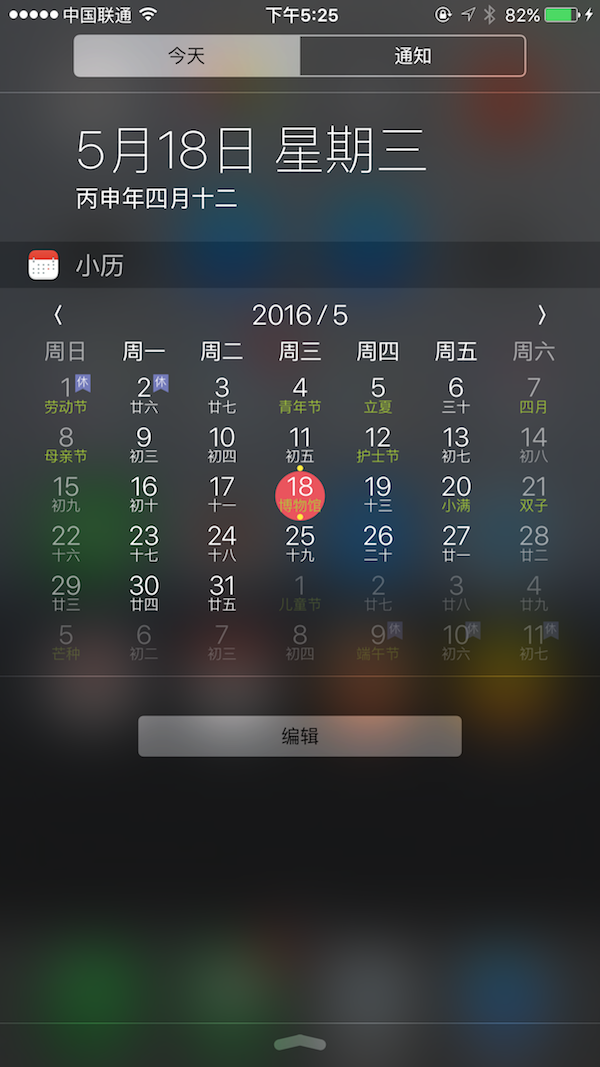 中国联通 下午5:25 82%
今天 通知
5月18日 星期三
丙申年四月十二
小历
2016/5
周日 周一 周二 周三 周四 周五 周六
1 休 2 休 3 4 5 6 7
劳动节 廿六 廿七 青年节 立夏 三十 四月
8 9 10 11 12 13 14
母亲节 初三 初四 初五 护士节 初七 初八
15 16 17 18 19 20 21
初九 初十 十一 博物馆 十三 小满 双子
22 23 24 25 26 27 28
十六 十七 十八 十九 二十 廿一 廿二
29 30 31 1 2 3 4
廿三 廿四 廿五 儿童节 廿七 廿八 廿九
5 6 7 8 9 休 10 休 11 休
芒种 初二 初三 初四 端午节 初六 初七
编辑